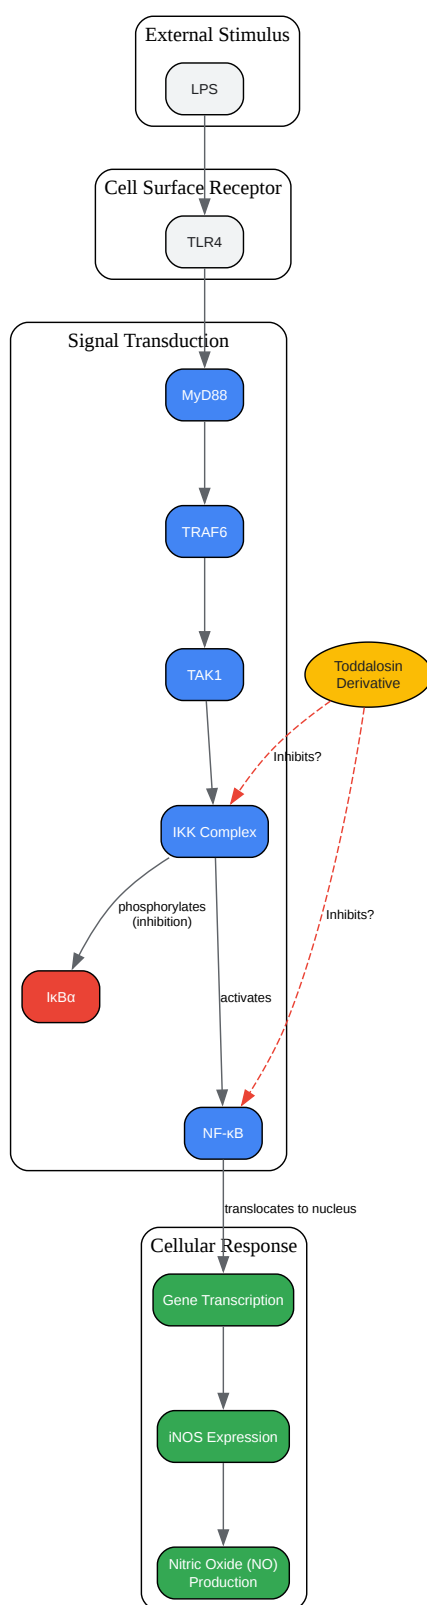 External Stimulus
LPS
Cell Surface Receptor
TLR4
Signal Transduction
MyD88
TRAF6
TAK1
Toddalosin
Derivative
Inhibits?
IKK Complex
phosphorylates
(inhibition)
Inhibits?
IκBα
activates
NF-κB
translocates to nucleus
Cellular Response
Gene Transcription
iNOS Expression
Nitric Oxide (NO)
Production